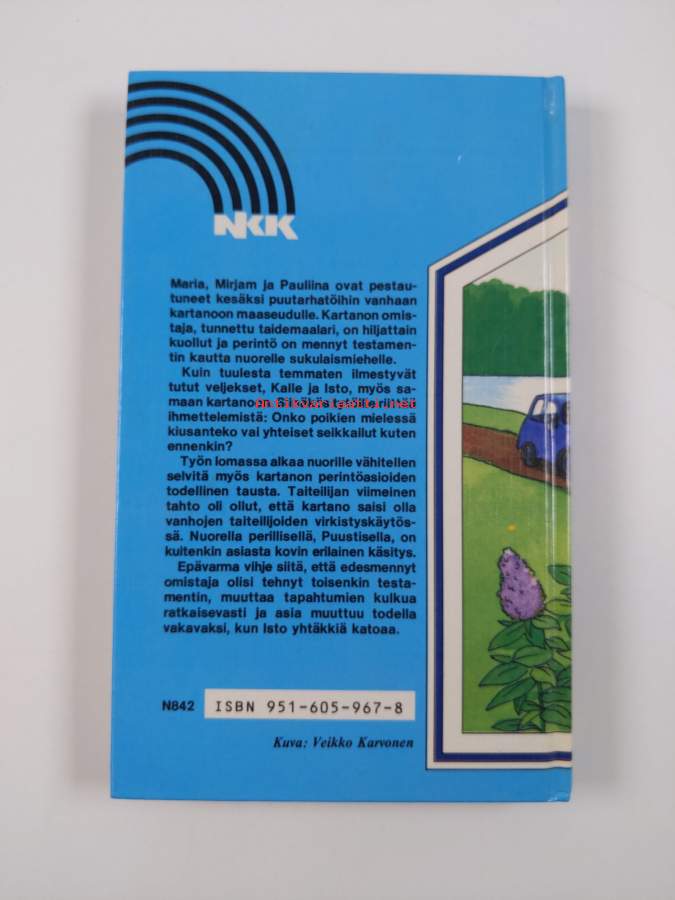 NKK
Maria, Mirjam ja Pauliina ovat pestau-
tuneet kesäksi puutarhatöihin vanhaan
kartanoon maaseudulle. Kartanon omis-
taja, tunnettu taidemaalari, on hiljattain
kuollut ja perintö on mennyt testamen-
tin kautta nuorelle sukulaismiehelle.
Kuin tuulesta temmaten ilmestyvät
tutut veljekset, Kalle ja Isto, myös sa-
maan kartanoon.
antikvariaatta.net
ihmettelemistä: Onko poikien mielessä
kiusanteko vai yhteiset seikkailut kuten
ennenkin?
Työn lomassa alkaa nuorille vähitellen
selvitä myös kartanon perintöasioiden
todellinen tausta. Taiteilijan viimeinen
tahto oli ollut, että kartano saisi olla
vanhojen taiteilijoiden virkistyskäytös-
sä. Nuorella perillisellä, Puustisella, on
kuitenkin asiasta kovin erilainen käsitys.
Epävarma vihje siitä, että edesmennyt
omistaja olisi tehnyt toisenkin testa-
mentin, muuttaa tapahtumien kulkua
ratkaisevasti ja asia muuttuu todella
vakavaksi, kun Isto yhtäkkiä katoaa.
N842 ISBN 951-605-967-8
Kuva: Veikko Karvonen